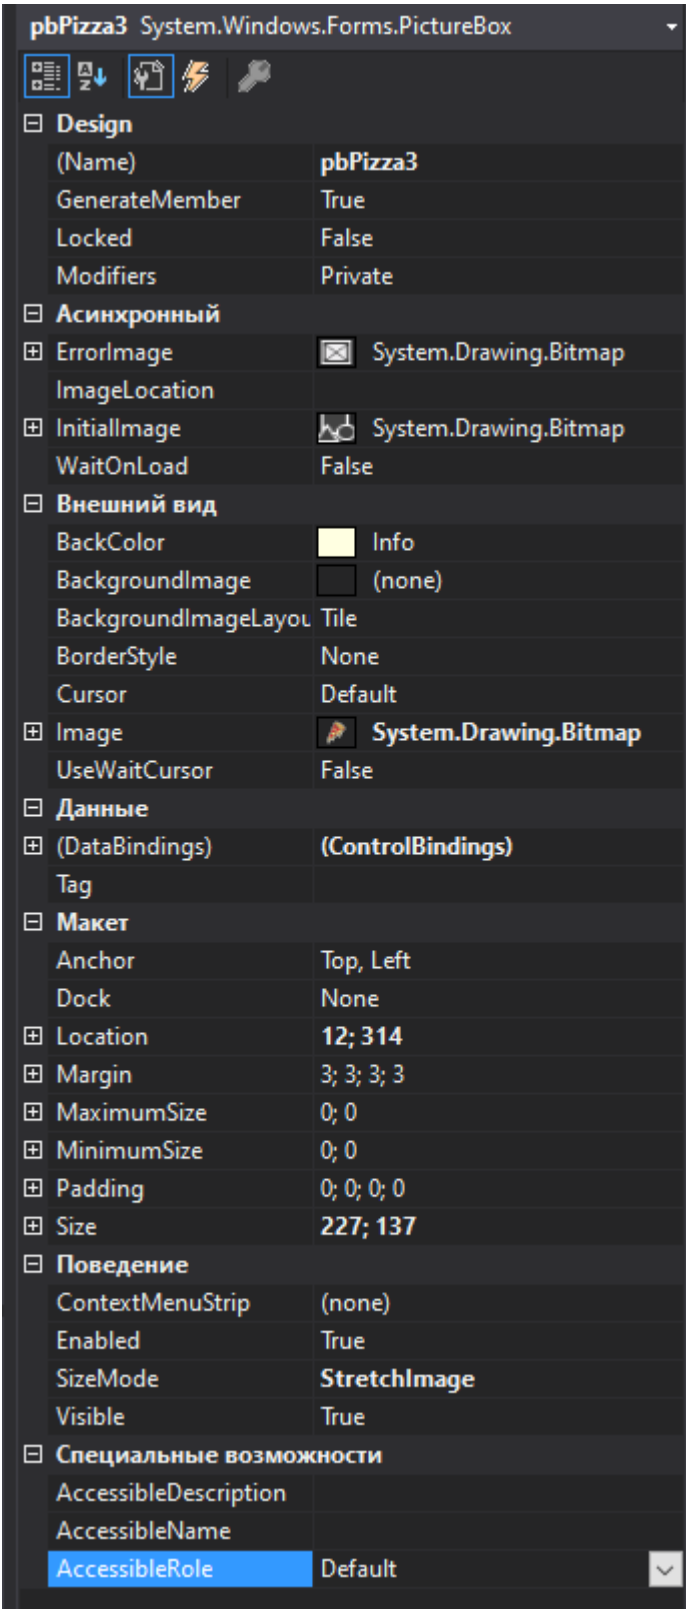 pbPizza3 System.Windows.Forms.PictureBox
Design
(Name) pbPizza3
GenerateMember True
Locked False
Modifiers Private
Асинхронный
ErrorImage System.Drawing.Bitmap
ImageLocation
InitialImage System.Drawing.Bitmap
WaitOnLoad False
Внешний вид
BackColor Info
BackgroundImage (none)
BackgroundImageLayou Tile
BorderStyle None
Cursor Default
Image System.Drawing.Bitmap
UseWaitCursor False
Данные
(DataBindings) (ControlBindings)
Tag
Макет
Anchor Top, Left
Dock None
Location 12; 314
Margin 3; 3; 3; 3
MaximumSize 0; 0
MinimumSize 0; 0
Padding 0; 0; 0; 0
Size 227; 137
Поведение
ContextMenuStrip (none)
Enabled True
SizeMode StretchImage
Visible True
Специальные возможности
AccessibleDescription
AccessibleName
AccessibleRole Default